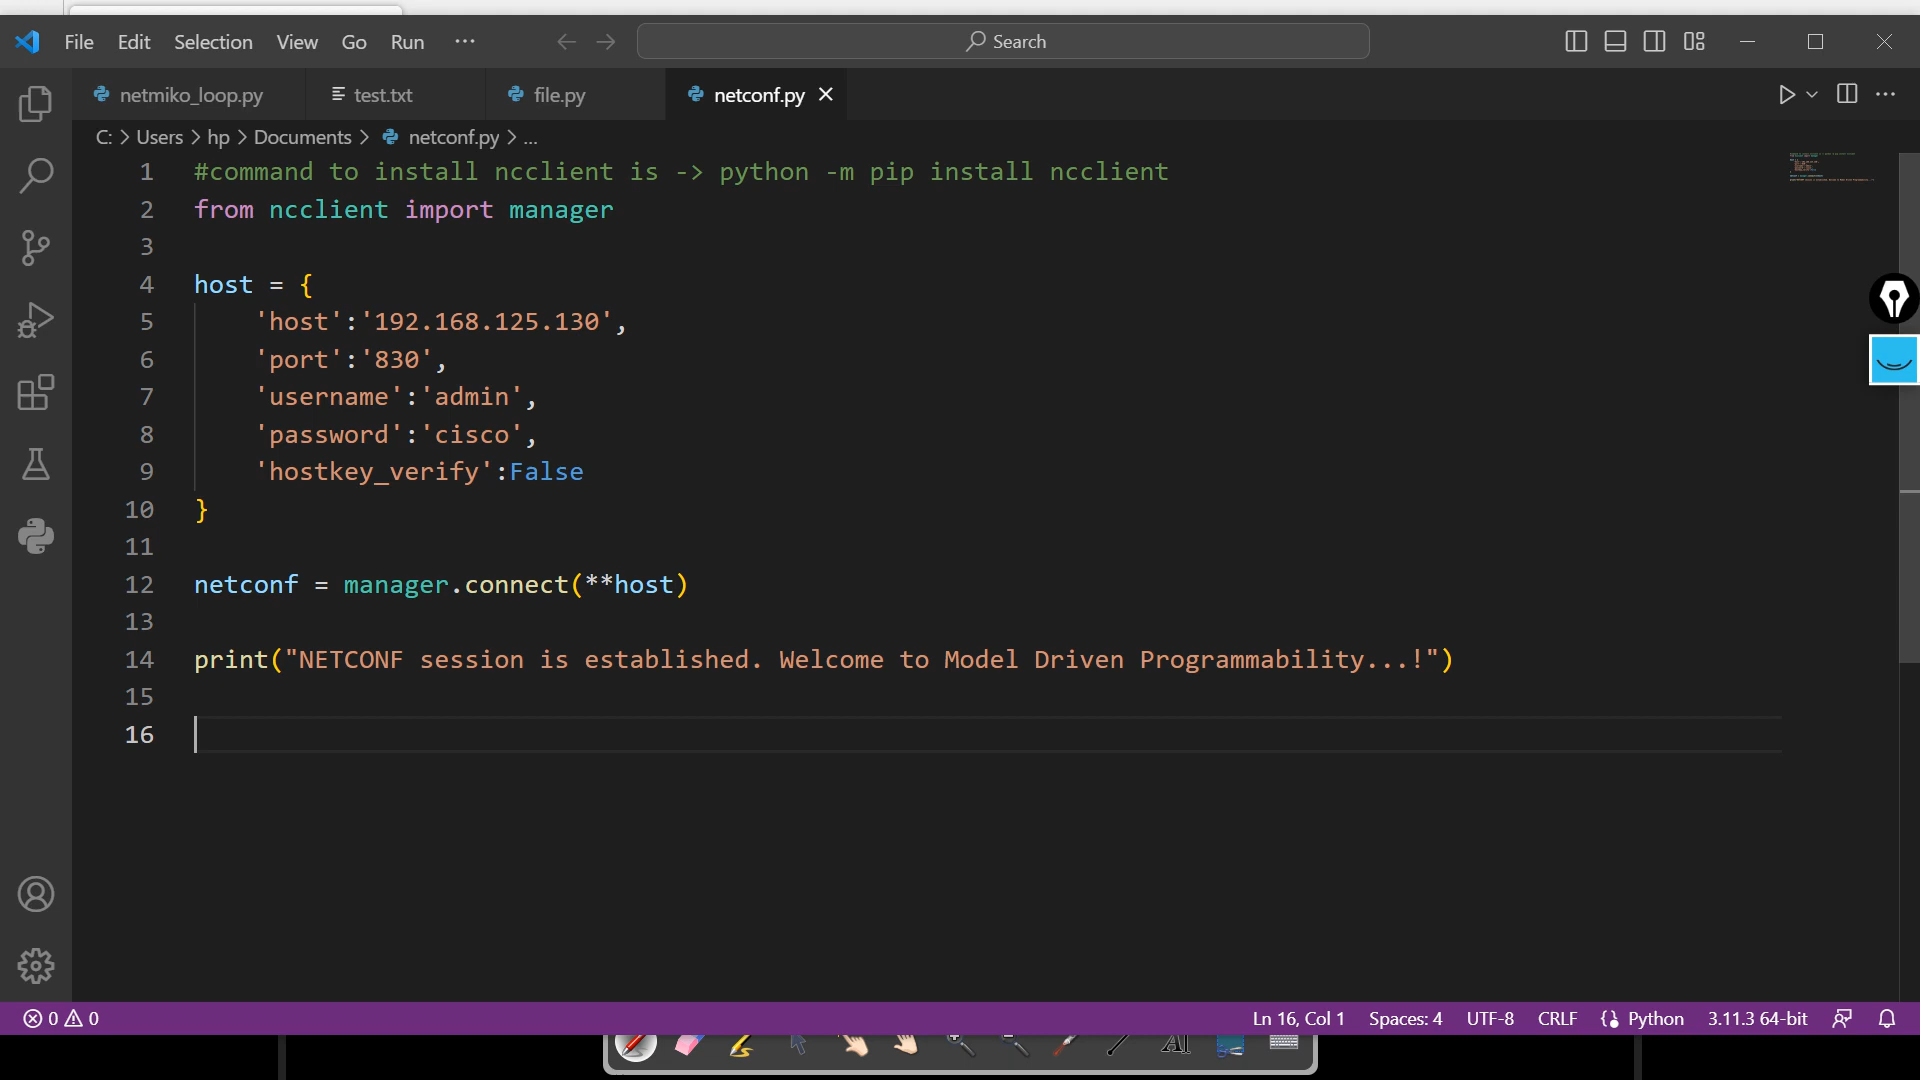 File Edit Selection View Go Run ··· Search
netmiko_loop.py test.txt file.py netconf.py
C: > Users > hp > Documents > netconf.py > ...
1 #command to install ncclient is -> python -m pip install ncclient
2 from ncclient import manager
3
4 host = {
5 'host':'192.168.125.130',
6 'port':'830',
7 'username':'admin',
8 'password':'cisco',
9 'hostkey_verify':False
10 }
11
12 netconf = manager.connect(**host)
13
14 print("NETCONF session is established. Welcome to Model Driven Programmability...!")
15
16
0 0 Ln 16, Col 1 Spaces: 4 UTF-8 CRLF Python 3.11.3 64-bit
AI